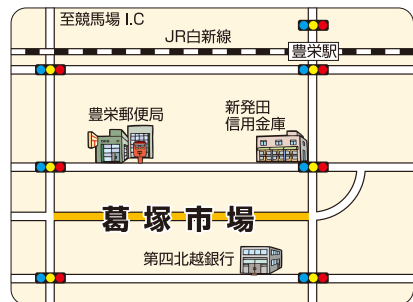 至競馬場 I.C
JR白新線
豊栄駅
豊栄郵便局
新発田
信用金庫
葛塚市場
第四北越銀行